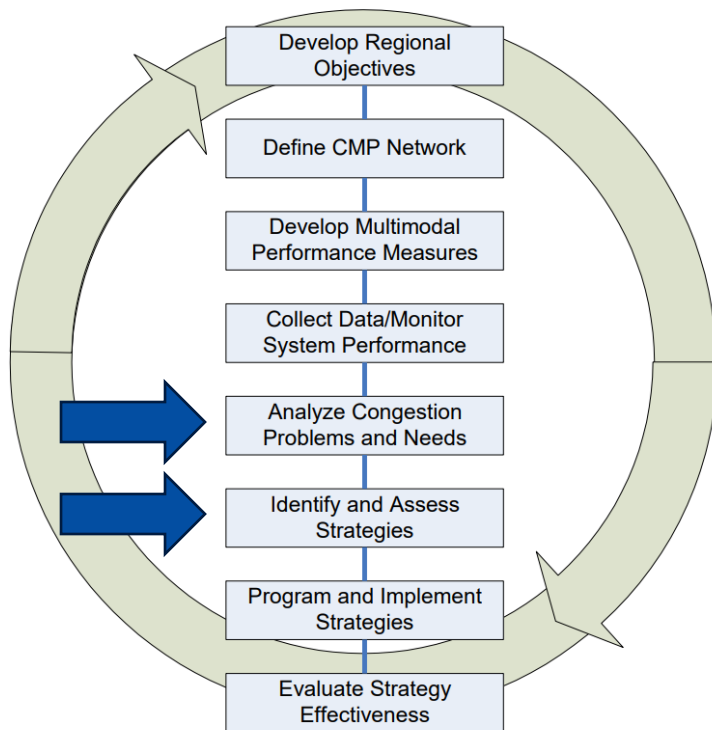 Develop Regional
Objectives
Define CMP Network
Develop Multimodal
Performance Measures
Collect Data/Monitor
System Performance
Analyze Congestion
Problems and Needs
Identify and Assess
Strategies
Program and Implement
Strategies
Evaluate Strategy
Effectiveness